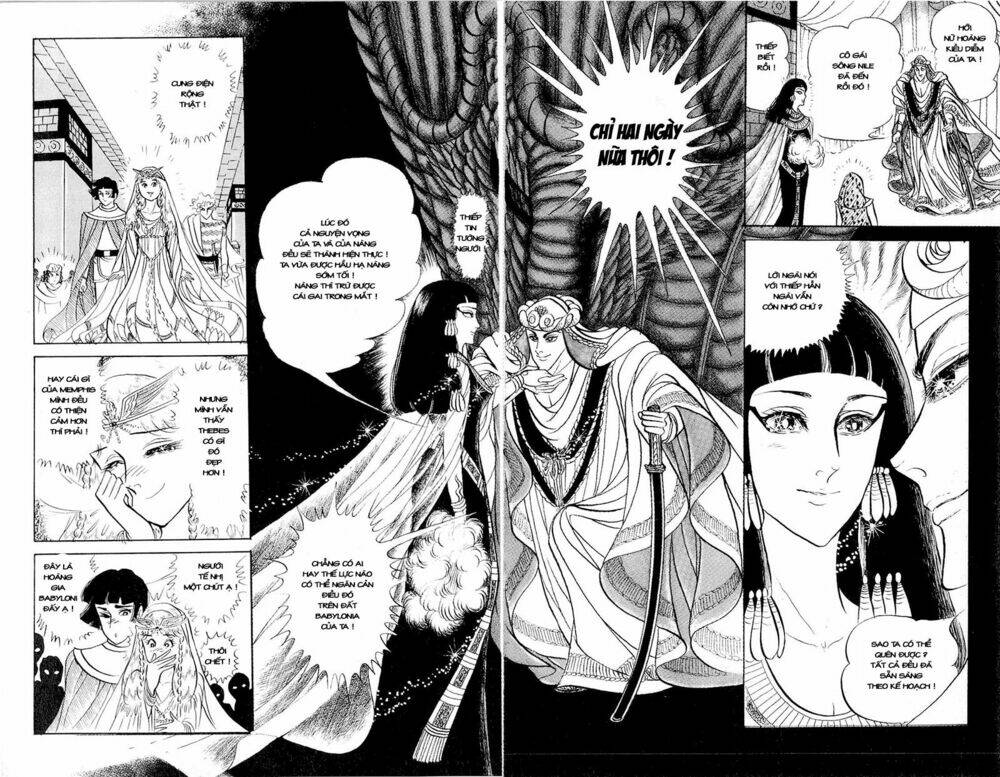 HỠI
NỮ HOÀNG
KIỀU DIỄM
CỦA TA !
CÔ GÁI
SÔNG NILE
ĐÃ ĐẾN
RỒI ĐÓ !
THIẾP
BIẾT
RỒI !
LỜI NGÀI NÓI
VỚI THIẾP HẲN
NGÀI VẪN
CÒN NHỚ CHỨ ?
SAO TA CÓ THỂ
QUÊN ĐƯỢC ?
TẤT CẢ ĐỀU ĐÃ
SẴN SÀNG
THEO KẾ HOẠCH !
CHỈ HAI NGÀY
NỮA THÔI !
THIẾP
TIN
TƯỞNG
NGƯỜI
LÚC ĐÓ
CẢ NGUYỆN VỌNG
CỦA TA VÀ CỦA NÀNG
ĐỀU SẼ THÀNH HIỆN THỰC !
TA VỪA ĐƯỢC HẦU HẠ NÀNG
SỚM TỐI !
NÀNG THÌ TRỪ ĐƯỢC
CÁI GAI TRONG MẮT !
CHẲNG CÓ AI
HAY THẾ LỰC NÀO
CÓ THỂ NGĂN CẢN
ĐIỀU ĐÓ
TRÊN ĐẤT
BABYLONIA
CỦA TA !
CUNG ĐIỆN
RỘNG
THẬT !
NHƯNG
MÌNH VẪN
THẤY
THEBES
CÓ GÌ
ĐÓ
ĐẸP
HƠN !
HAY CÁI GÌ
CỦA MEMPHIS
MÌNH ĐỀU
CÓ THIỆN
CẢM HƠN
THÌ PHẢI !
NGƯỜI
TẾ NHỊ
MỘT CHÚT Ạ !
ĐÂY LÀ
HOÀNG
GIA
BABYLONI
ĐẤY Ạ !
THÔI
CHẾT !